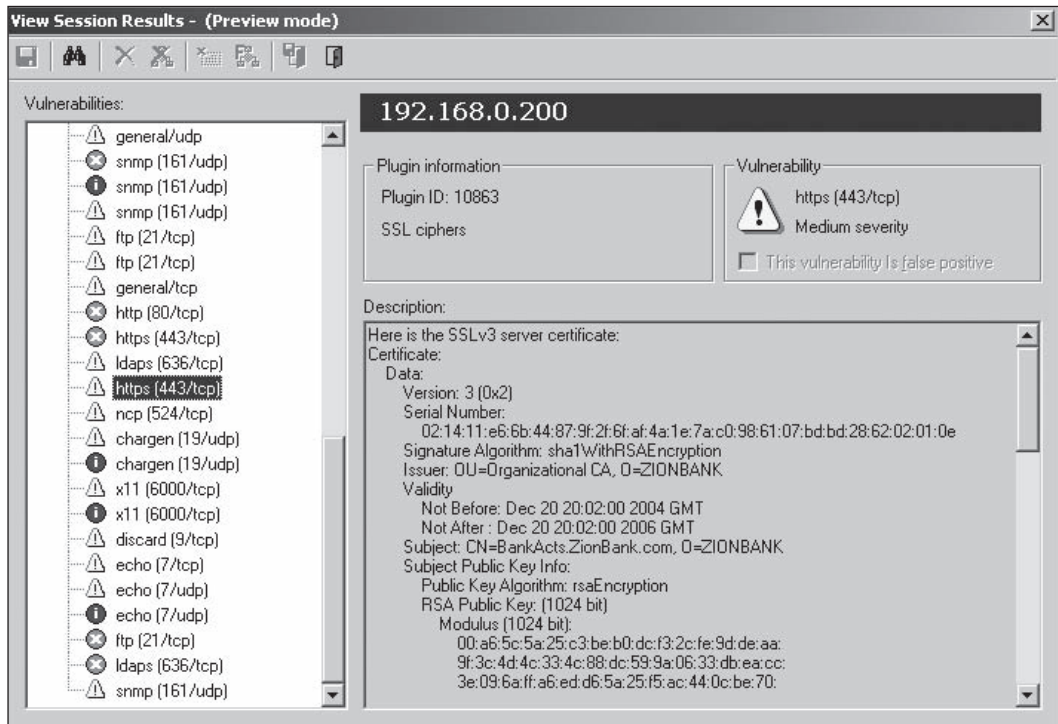 View Session Results - (Preview mode)
Vulnerabilities:
general/udp
snmp (161/udp)
snmp (161/udp)
snmp (161/udp)
ftp (21/tcp)
ftp (21/tcp)
general/tcp
http (80/tcp)
https (443/tcp)
ldaps (636/tcp)
https (443/tcp)
ncp (524/tcp)
chargen (19/udp)
chargen (19/udp)
x11 (6000/tcp)
x11 (6000/tcp)
discard (9/tcp)
echo (7/tcp)
echo (7/udp)
echo (7/udp)
ftp (21/tcp)
ldaps (636/tcp)
snmp (161/udp)
192.168.0.200
Plugin information
Plugin ID: 10863
SSL ciphers
Vulnerability
https (443/tcp)
Medium severity
This vulnerability Is false positive
Description:
Here is the SSLv3 server certificate:
Certificate:
Data:
Version: 3 (0x2)
Serial Number:
02:14:11:e6:6b:44:87:9f:2f:6f:af:4a:1e:7a:c0:98:61:07:bd:bd:28:62:02:01:0e
Signature Algorithm: sha1WithRSAEncryption
Issuer: OU=Organizational CA, O=ZIONBANK
Validity
Not Before: Dec 20 20:02:00 2004 GMT
Not After : Dec 20 20:02:00 2006 GMT
Subject: CN=BankActs.ZionBank.com, O=ZIONBANK
Subject Public Key Info:
Public Key Algorithm: rsaEncryption
RSA Public Key: (1024 bit)
Modulus (1024 bit):
00:a6:5c:5a:25:c3:be:b0:dc:f3:2c:fe:9d:de:aa:
9f:3c:4d:4c:33:4c:88:dc:59:9a:06:33:db:ea:cc:
3e:09:6a:ff:a6:ed:d6:5a:25:f5:ac:44:0c:be:70: